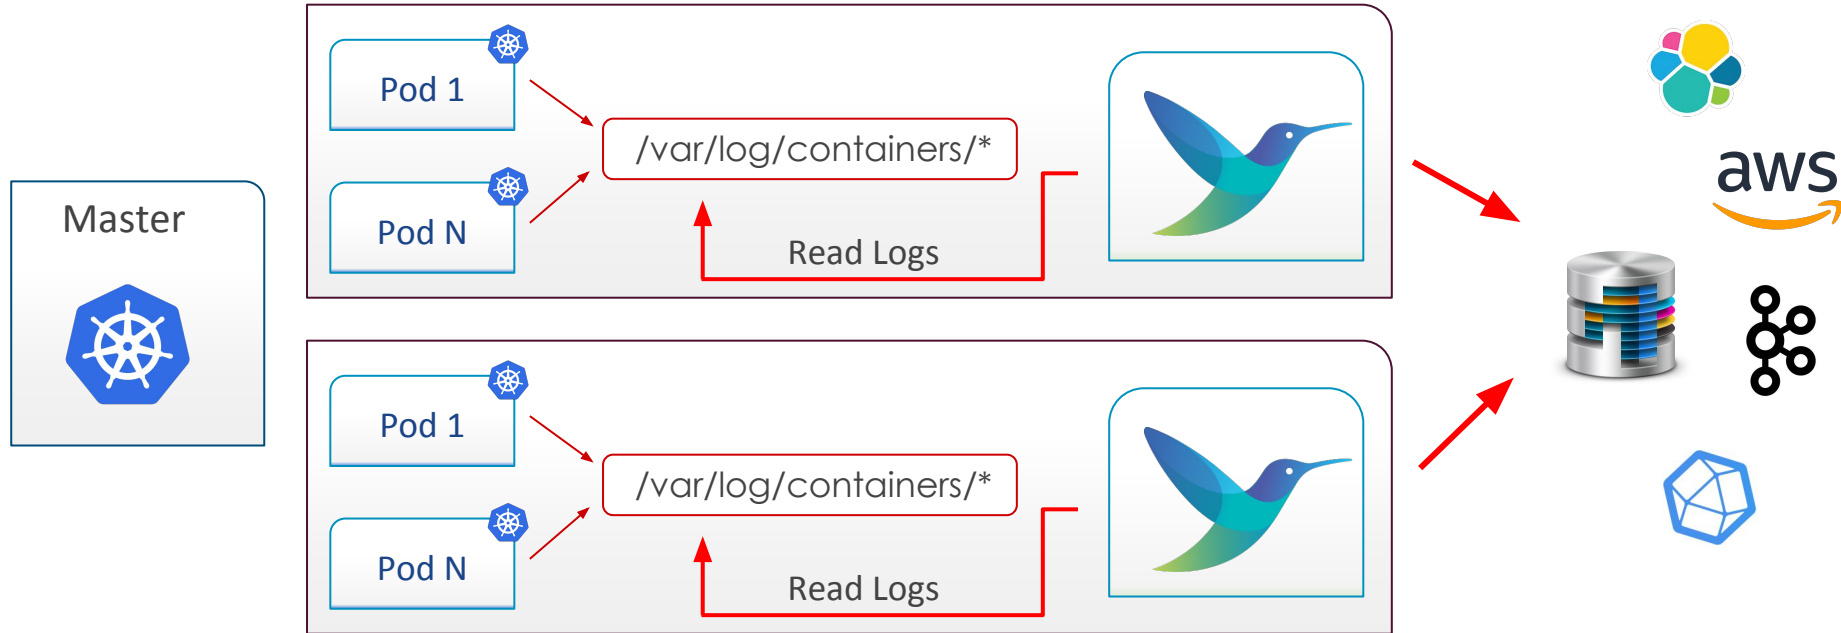 Master
Pod 1
Pod N
/var/log/containers/*
Read Logs
Pod 1
Pod N
/var/log/containers/*
Read Logs
aws